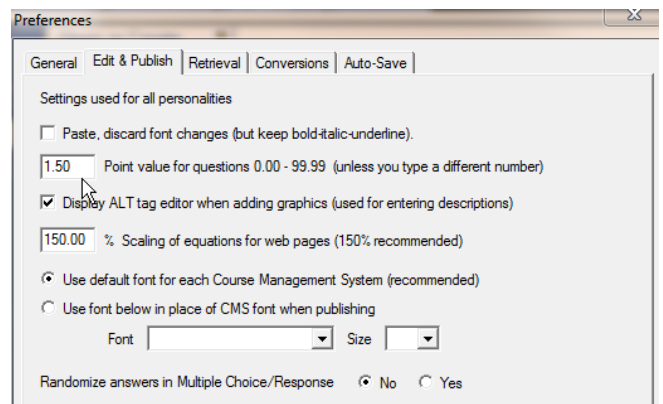 Preferences
General Edit & Publish Retrieval Conversions Auto-Save
Settings used for all personalities
Paste, discard font changes (but keep bold-italic-underline).
1.50 Point value for questions 0.00 - 99.99 (unless you type a different number)
Display ALT tag editor when adding graphics (used for entering descriptions)
150.00 % Scaling of equations for web pages (150% recommended)
Use default font for each Course Management System (recommended)
Use font below in place of CMS font when publishing
Font Size
Randomize answers in Multiple Choice/Response No Yes